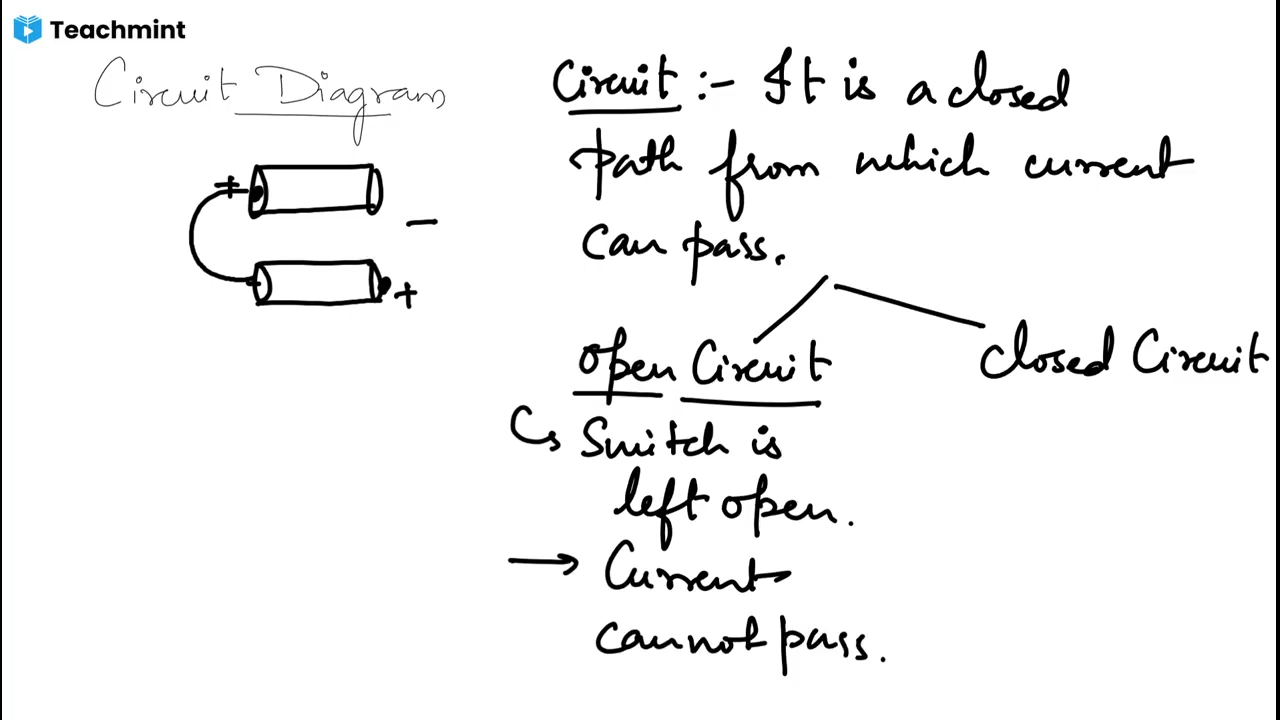 Teachmint
Circuit Diagram
+
-
+
Circuit :- It is a closed
path from which current
can pass.
open Circuit
closed Circuit
↳ Switch is
left open.
→ Current
cannot pass.